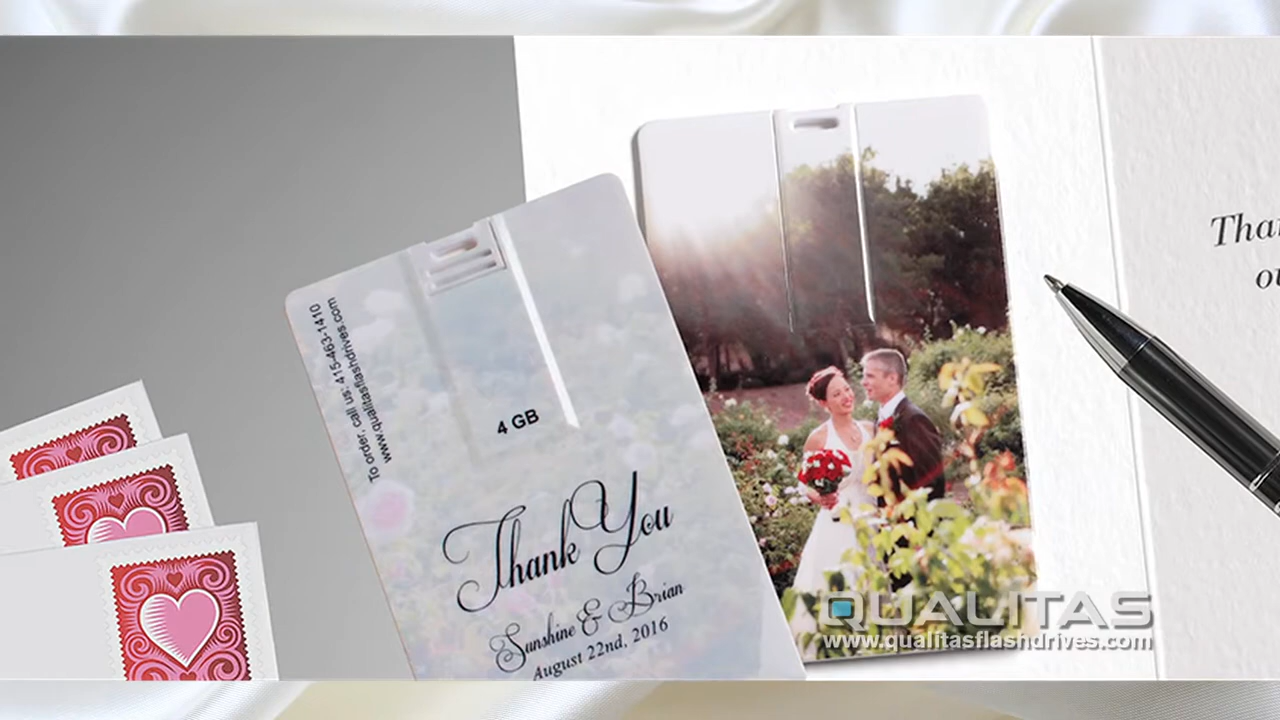 To order, call us: 415-463-1410
www.qualitasflashdrives.com
4 GB
Thank You
Sunshine & Brian
August 22nd, 2016
QUALITAS
www.qualitasflashdrives.com